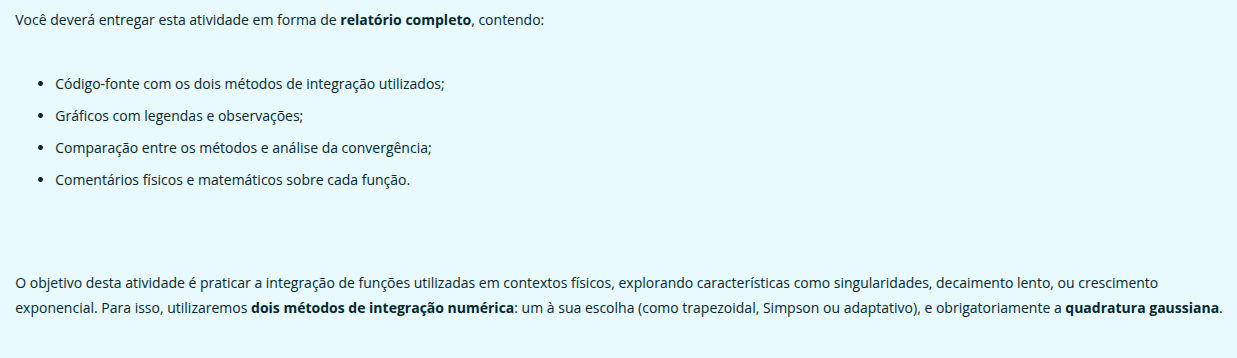 Você deverá entregar esta atividade em forma de relatório completo, contendo:
• Código-fonte com os dois métodos de integração utilizados;
• Gráficos com legendas e observações;
• Comparação entre os métodos e análise da convergência;
• Comentários físicos e matemáticos sobre cada função.
O objetivo desta atividade é praticar a integração de funções utilizadas em contextos físicos, explorando características como singularidades, decaimento lento, ou crescimento
exponencial. Para isso, utilizaremos dois métodos de integração numérica: um à sua escolha (como trapezoidal, Simpson ou adaptativo), e obrigatoriamente a quadratura gaussiana.